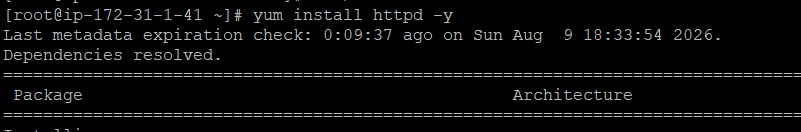 [root@ip-172-31-1-41 ~]# yum install httpd -y
Last metadata expiration check: 0:09:37 ago on Sun Aug  9 18:33:54 2026.
Dependencies resolved.
================================================================================
 Package                                           Architecture
================================================================================